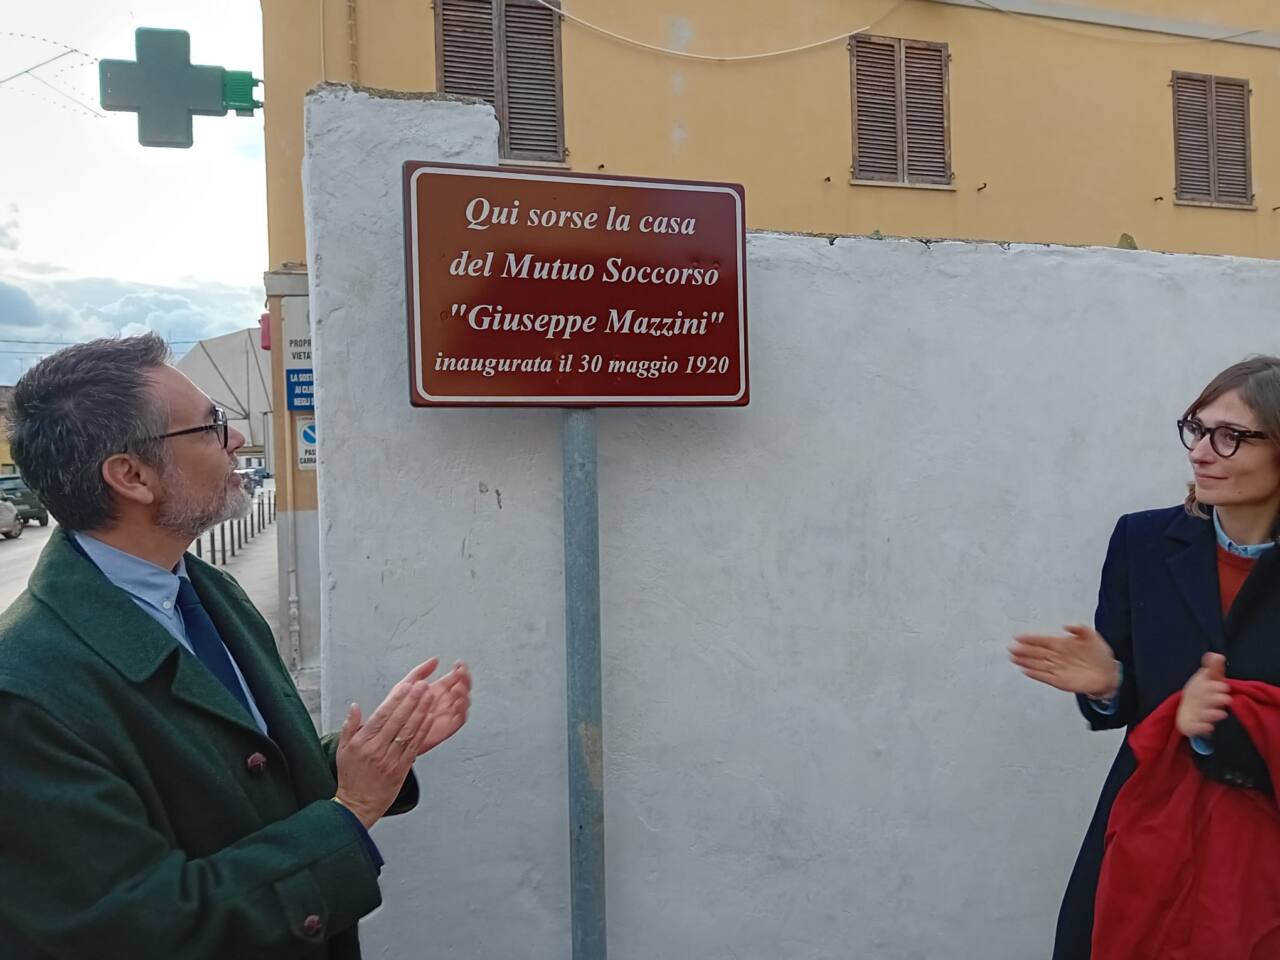 Qui sorse la casa
del Mutuo Soccorso
"Giuseppe Mazzini"
inaugurata il 30 maggio 1920